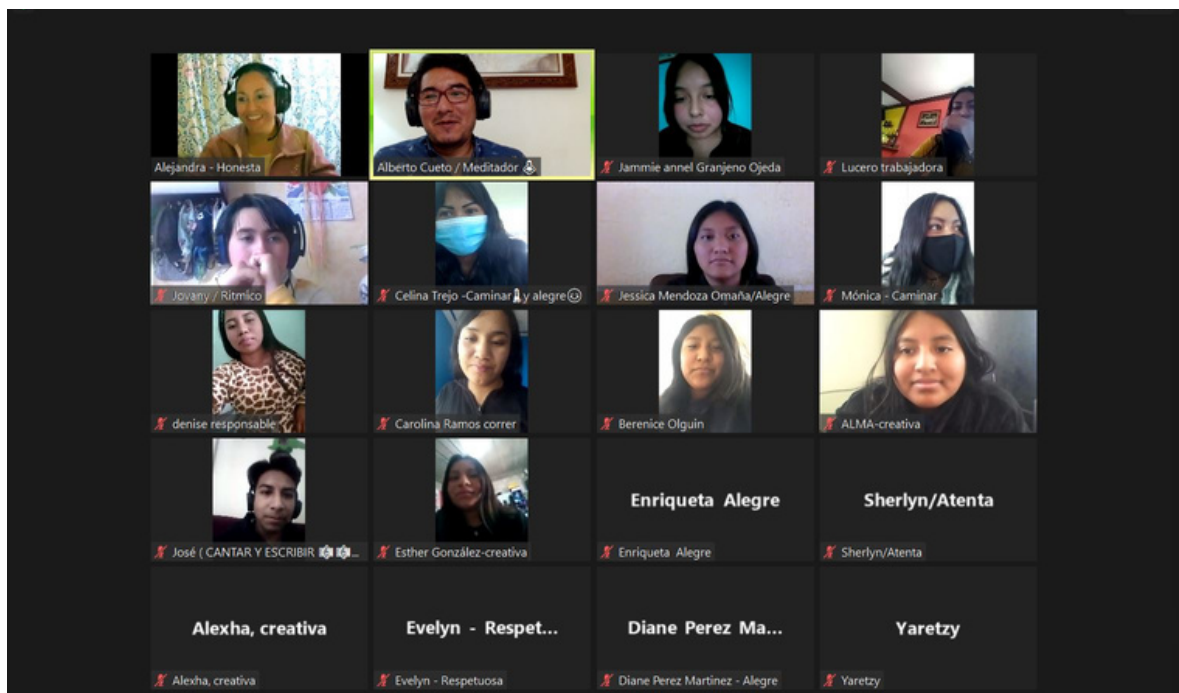 Alejandra - Honesta
Alberto Cueto / Meditador
Jammie annel Granjeno Ojeda
Lucero trabajadora
Jovany / Ritmico
Celina Trejo -Caminar🚶y alegre☺
Jessica Mendoza Omaña/Alegre
Mónica - Caminar
denise responsable
Carolina Ramos correr
Berenice Olguin
ALMA-creativa
José ( CANTAR Y ESCRIBIR 🎼 🎼...
Esther González-creativa
Enriqueta Alegre
Enriqueta Alegre
Sherlyn/Atenta
Sherlyn/Atenta
Alexha, creativa
Alexha, creativa
Evelyn - Respet...
Evelyn - Respetuosa
Diane Perez Ma...
Diane Perez Martinez - Alegre
Yaretzy
Yaretzy